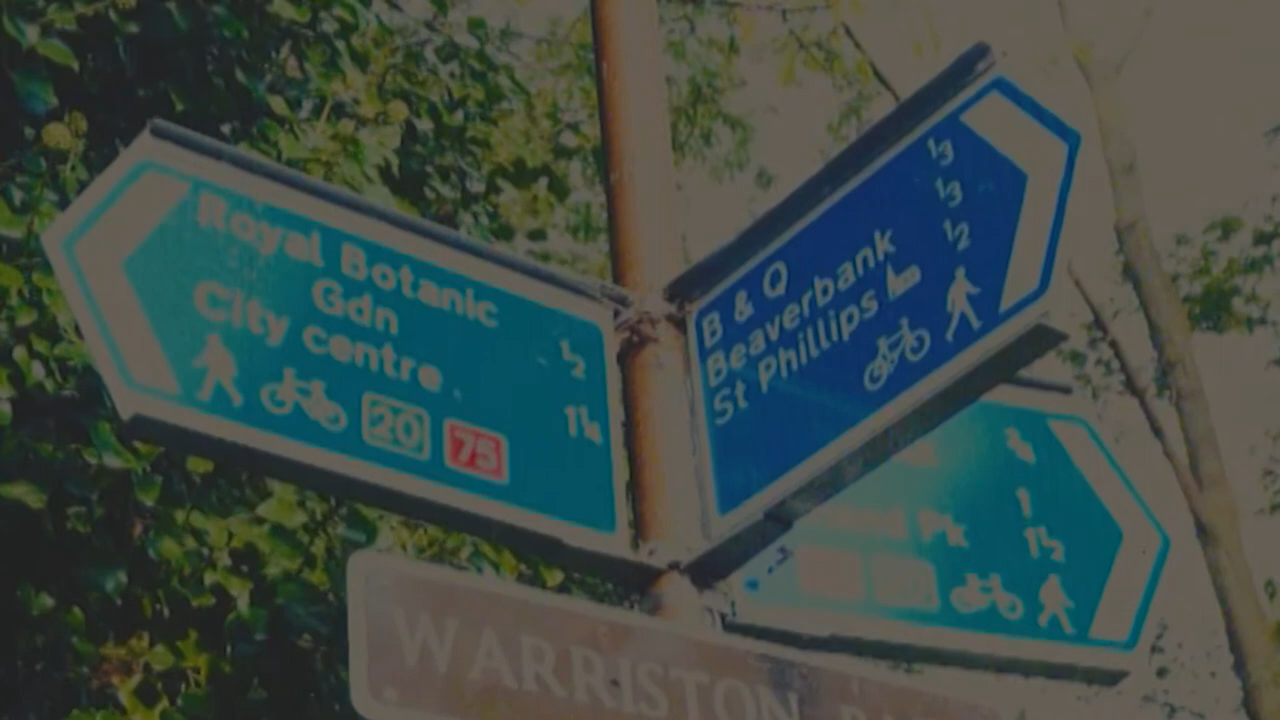 Royal Botanic
Gdn ½
City centre 1¼
20 75
B & Q ⅓
Beaverbank ⅓
St Phillips ½
1
1½
WARRISTON